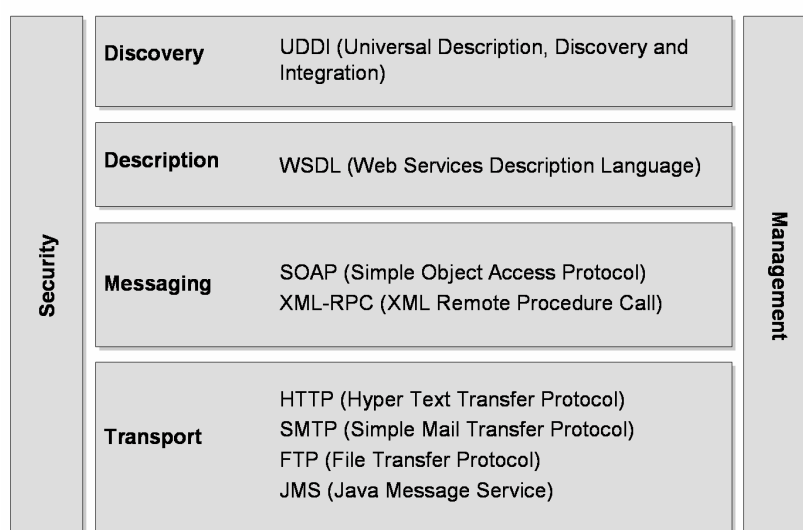 Security
Discovery
UDDI (Universal Description, Discovery and
Integration)
Description
WSDL (Web Services Description Language)
Messaging
SOAP (Simple Object Access Protocol)
XML-RPC (XML Remote Procedure Call)
Transport
HTTP (Hyper Text Transfer Protocol)
SMTP (Simple Mail Transfer Protocol)
FTP (File Transfer Protocol)
JMS (Java Message Service)
Management